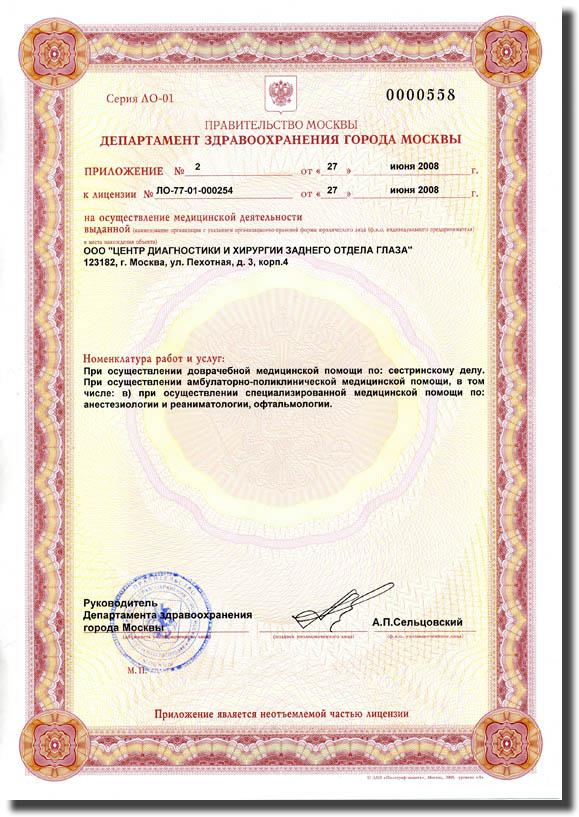 Серия ЛО-01
0000558
ПРАВИТЕЛЬСТВО МОСКВЫ
ДЕПАРТАМЕНТ ЗДРАВООХРАНЕНИЯ ГОРОДА МОСКВЫ
ПРИЛОЖЕНИЕ № 2 от « 27 » июня 2008 г.
к лицензии № ЛО-77-01-000254 от « 27 » июня 2008 г.
на осуществление медицинской деятельности
выданной (наименование организации с указанием организационно-правовой формы юридического лица (ф.и.о. индивидуального предпринимателя)
и места нахождения объекта)
ООО "ЦЕНТР ДИАГНОСТИКИ И ХИРУРГИИ ЗАДНЕГО ОТДЕЛА ГЛАЗА"
123182, г. Москва, ул. Пехотная, д. 3, корп.4
Номенклатура работ и услуг:
При осуществлении доврачебной медицинской помощи по: сестринскому делу.
При осуществлении амбулаторно-поликлинической медицинской помощи, в том
числе: в) при осуществлении специализированной медицинской помощи по:
анестезиологии и реаниматологии, офтальмологии.
Руководитель
Департамента здравоохранения
города Москвы
А.П.Сельцовский
(должность уполномоченного лица) (подпись уполномоченного лица) (ф.и.о. уполномоченного лица)
М.П.
Приложение является неотъемлемой частью лицензии